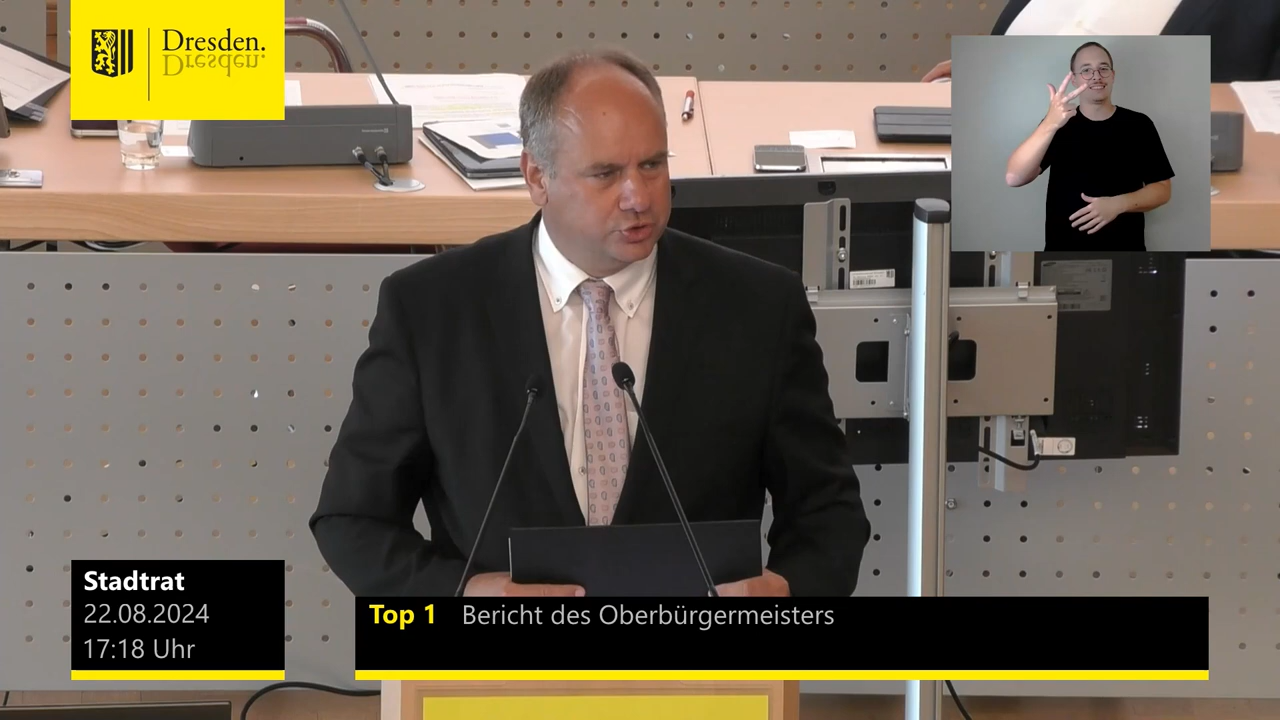 Dresden.
Dresden.
Stadtrat
22.08.2024
17:18 Uhr
Top 1 Bericht des Oberbürgermeisters